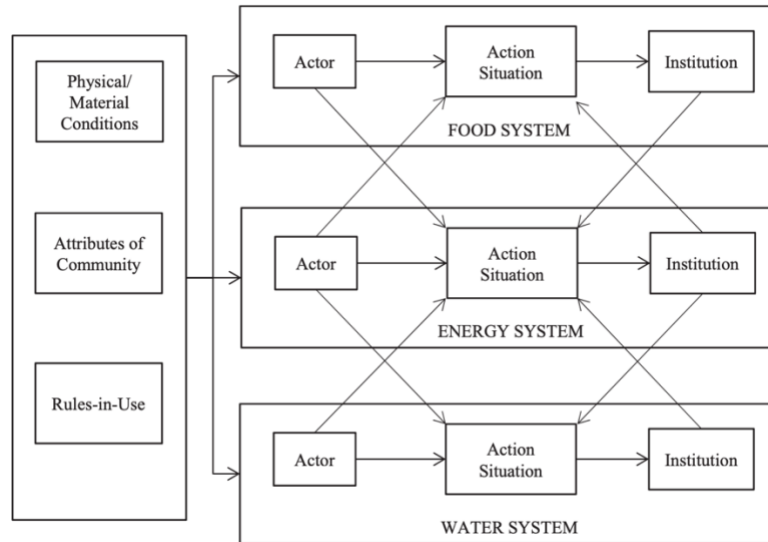 Physical/
Material
Conditions
Attributes of
Community
Rules-in-Use
Actor
Action
Situation
Institution
FOOD SYSTEM
Actor
Action
Situation
Institution
ENERGY SYSTEM
Actor
Action
Situation
Institution
WATER SYSTEM